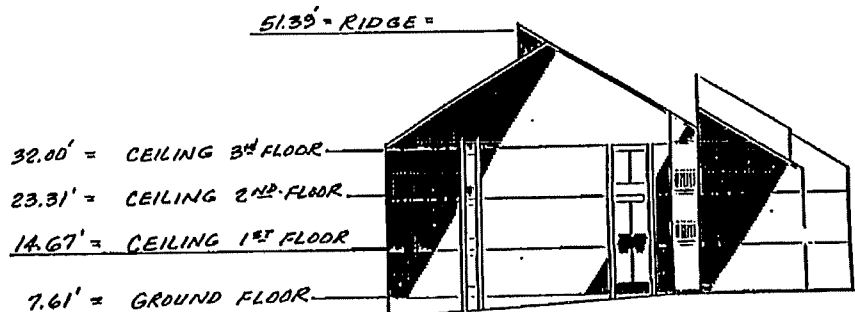 51.39' = RIDGE =
32.00' = CEILING 3rd FLOOR
23.31' = CEILING 2ND. FLOOR
14.67' = CEILING 1ST FLOOR
7.61' = GROUND FLOOR